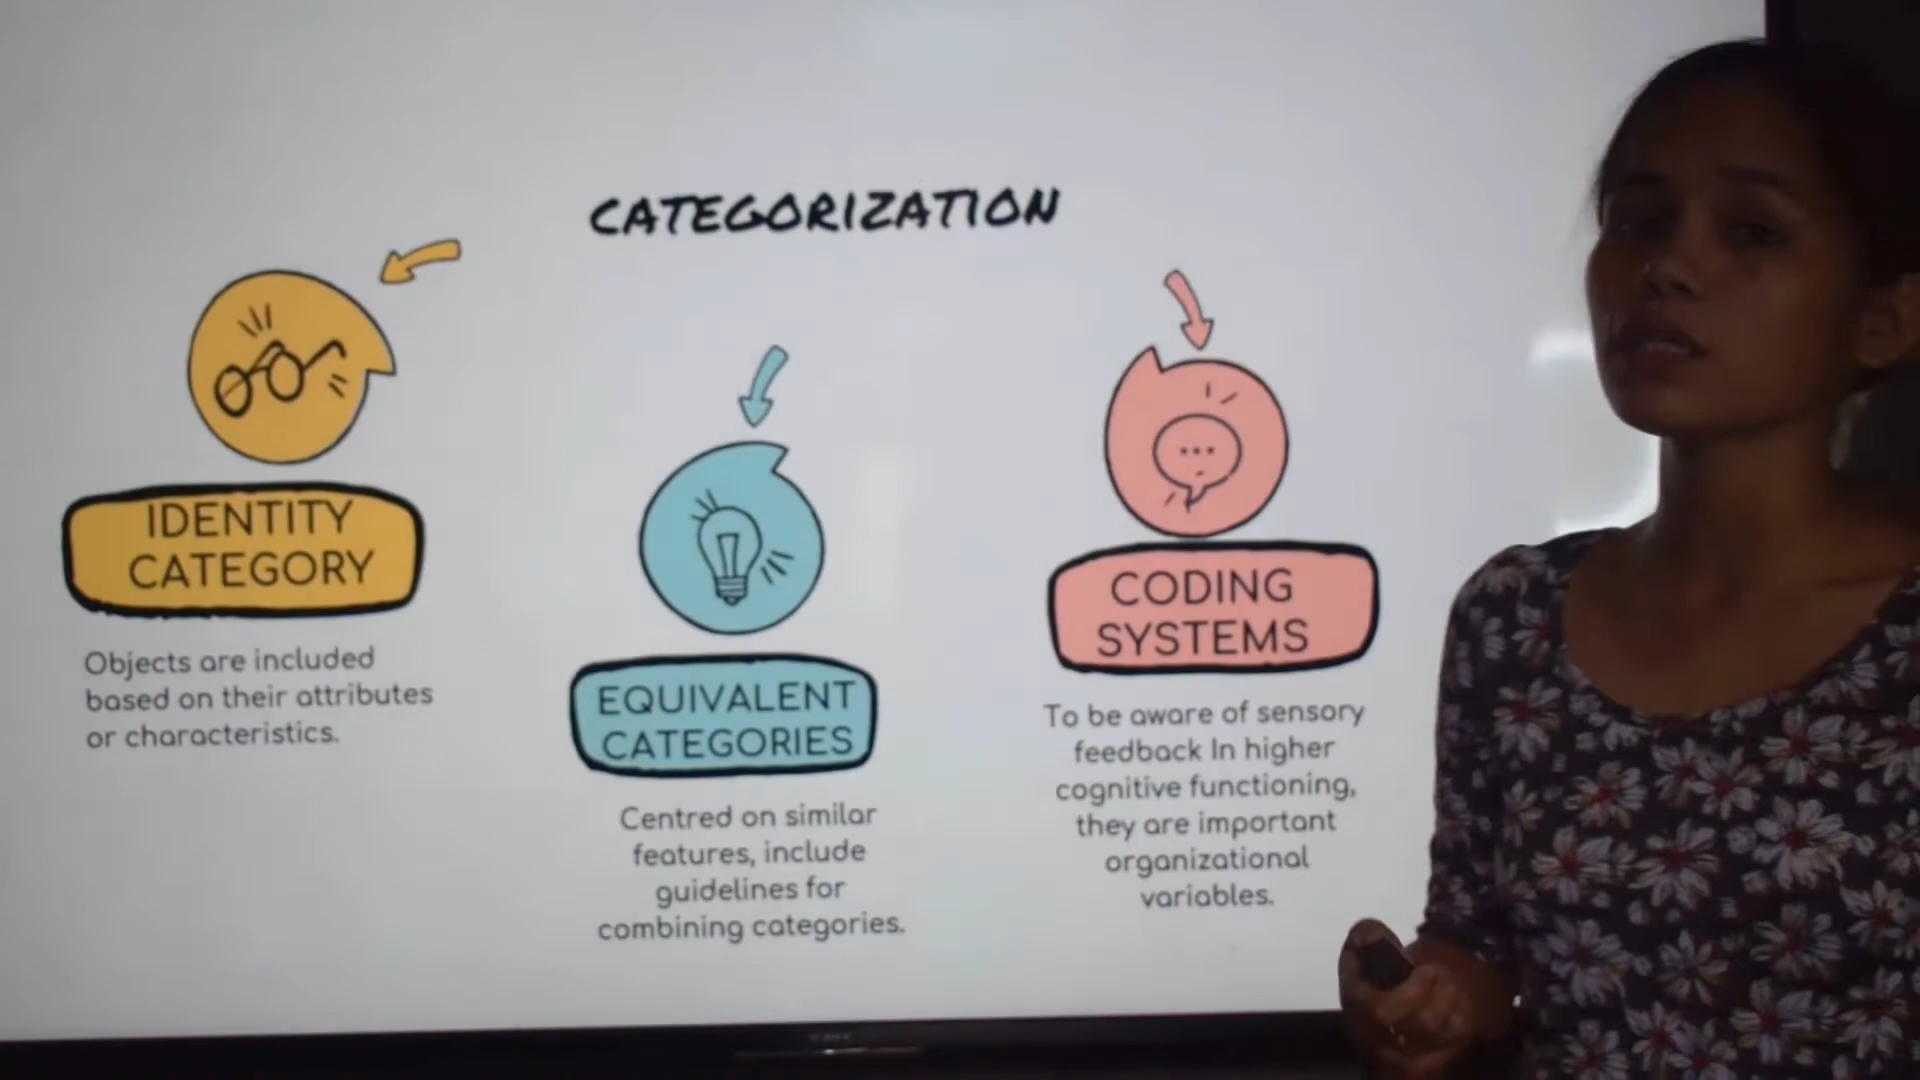 CATEGORIZATION
IDENTITY
CATEGORY
Objects are included
based on their attributes
or characteristics.
EQUIVALENT
CATEGORIES
Centred on similar
features, include
guidelines for
combining categories.
CODING
SYSTEMS
To be aware of sensory
feedback In higher
cognitive functioning,
they are important
organizational
variables.